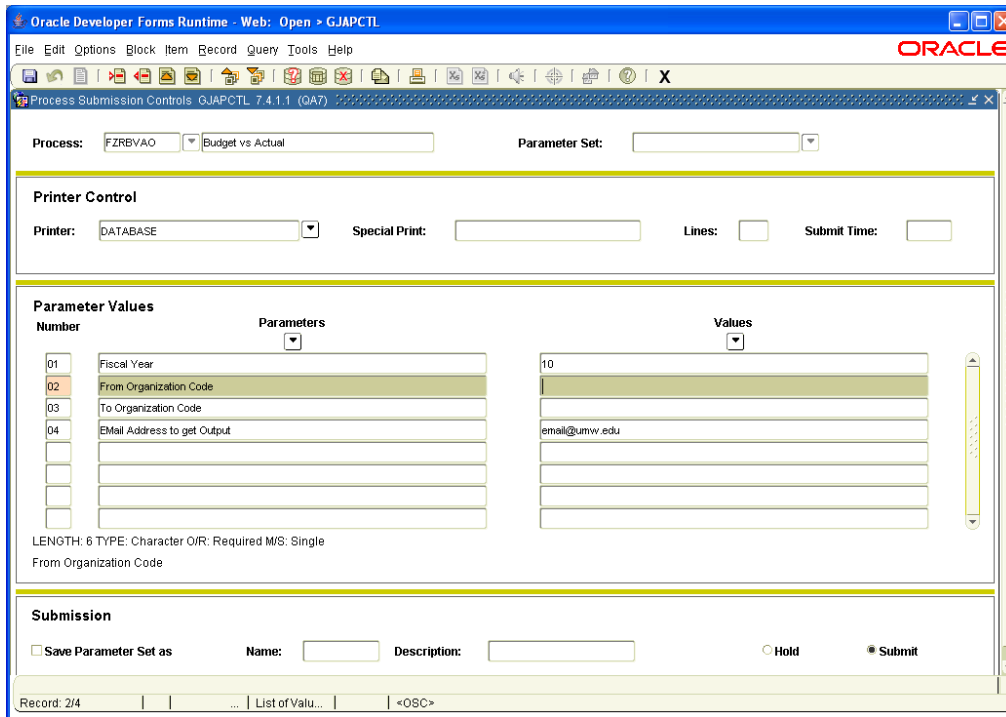 Oracle Developer Forms Runtime - Web: Open > GJAPCTL
File Edit Options Block Item Record Query Tools Help
ORACLE
Process Submission Controls GJAPCTL 7.4.1.1 (QA7)
Process: FZRBVAO Budget vs Actual Parameter Set:
Printer Control
Printer: DATABASE Special Print: Lines: Submit Time:
Parameter Values
Number Parameters Values
01 Fiscal Year 10
02 From Organization Code
03 To Organization Code
04 EMail Address to get Output email@umw.edu
LENGTH: 6 TYPE: Character O/R: Required M/S: Single
From Organization Code
Submission
Save Parameter Set as Name: Description: Hold Submit
Record: 2/4 ... List of Valu... <OSC>